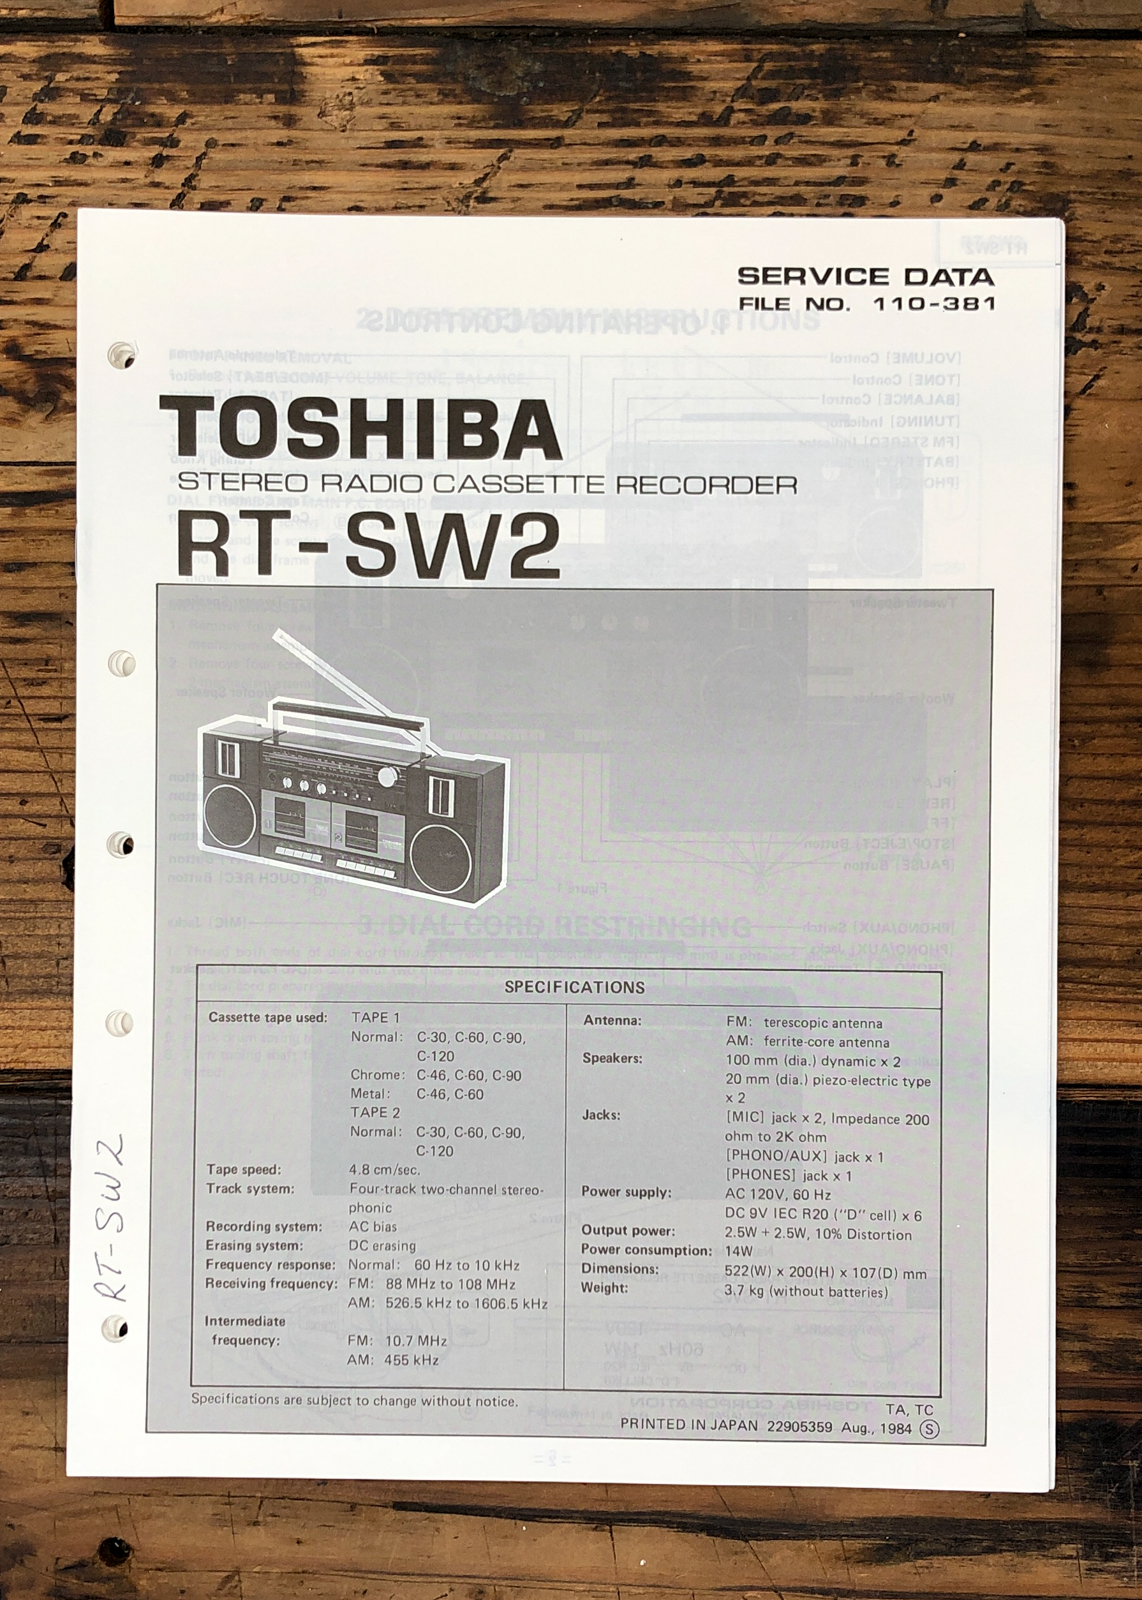 SERVICE DATA
FILE NO. 110-381
TOSHIBA
STEREO RADIO CASSETTE RECORDER
RT-SW2
SPECIFICATIONS
Cassette tape used: TAPE 1
Normal: C-30, C-60, C-90,
C-120
Chrome: C-46, C-60, C-90
Metal: C-46, C-60
TAPE 2
Normal: C-30, C-60, C-90,
C-120
Tape speed: 4.8 cm/sec.
Track system: Four-track two-channel stereo-
phonic
Recording system: AC bias
Erasing system: DC erasing
Frequency response: Normal: 60 Hz to 10 kHz
Receiving frequency: FM: 88 MHz to 108 MHz
AM: 526.5 kHz to 1606.5 kHz
Intermediate
frequency: FM: 10.7 MHz
AM: 455 kHz
Antenna: FM: terescopic antenna
AM: ferrite-core antenna
Speakers: 100 mm (dia.) dynamic x 2
20 mm (dia.) piezo-electric type
x 2
Jacks: [MIC] jack x 2, Impedance 200
ohm to 2K ohm
[PHONO/AUX] jack x 1
[PHONES] jack x 1
Power supply: AC 120V, 60 Hz
DC 9V IEC R20 ("D" cell) x 6
Output power: 2.5W + 2.5W, 10% Distortion
Power consumption: 14W
Dimensions: 522(W) x 200(H) x 107(D) mm
Weight: 3.7 kg (without batteries)
Specifications are subject to change without notice.
TA, TC
PRINTED IN JAPAN 22905359 Aug., 1984 Ⓢ
RT-SW2